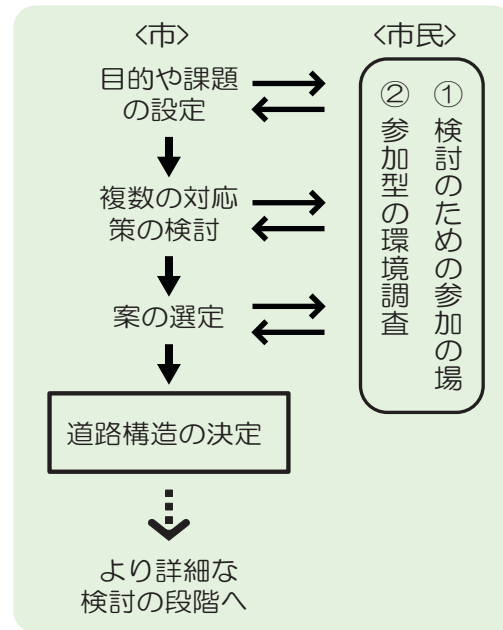 〈市〉
〈市民〉
目的や課題
の設定
複数の対応
策の検討
案の選定
道路構造の決定
より詳細な
検討の段階へ
① 検討のための参加の場
② 参加型の環境調査